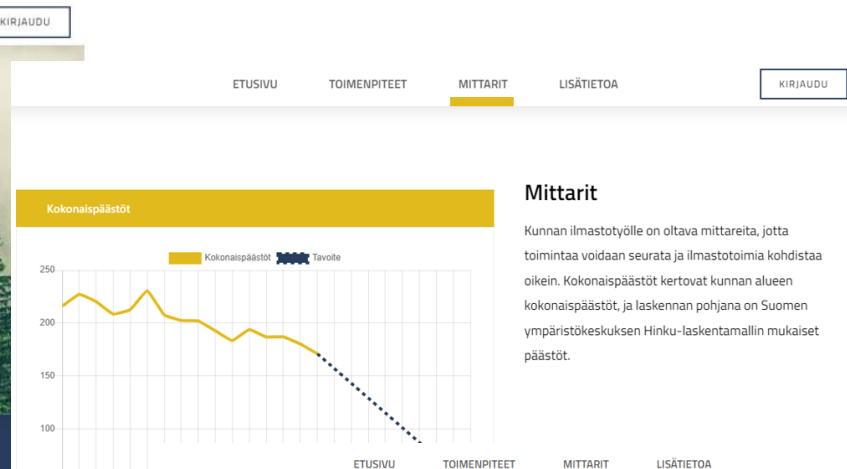 KIRJAUDU
ETUSIVU TOIMENPITEET MITTARIT LISÄTIETOA KIRJAUDU
Kokonaispäästöt
Kokonaispäästöt Tavoite
250
200
150
100
Mittarit
Kunnan ilmastotyölle on oltava mittareita, jotta
toimintaa voidaan seurata ja ilmastotoimia kohdistaa
oikein. Kokonaispäästöt kertovat kunnan alueen
kokonaispäästöt, ja laskennan pohjana on Suomen
ympäristökeskuksen Hinku-laskentamallin mukaiset
päästöt.
ETUSIVU TOIMENPITEET MITTARIT LISÄTIETOA